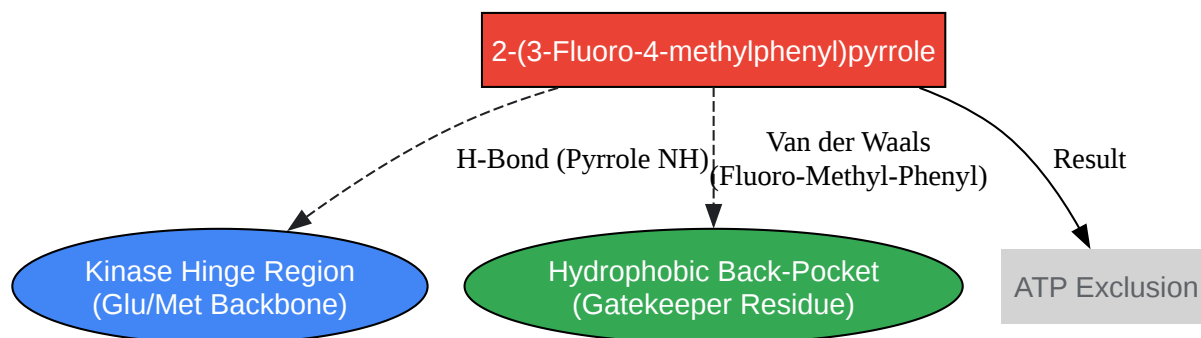 2-(3-Fluoro-4-methylphenyl)pyrrole
H-Bond (Pyrrole NH)
Van der Waals
(Fluoro-Methyl-Phenyl)
Result
Kinase Hinge Region
(Glu/Met Backbone)
Hydrophobic Back-Pocket
(Gatekeeper Residue)
ATP Exclusion